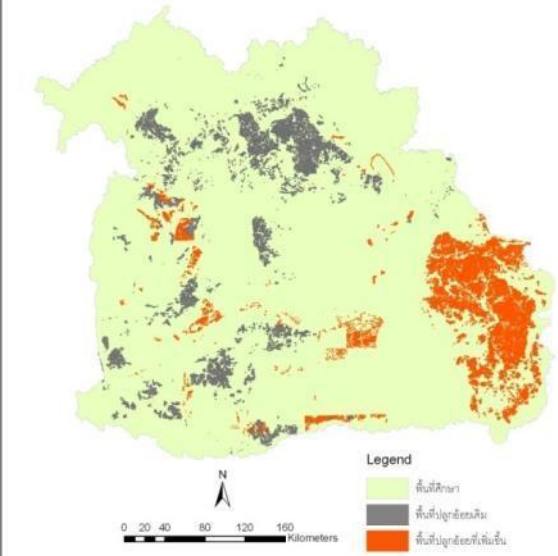 Legend
พื้นที่ศึกษา
พื้นที่ปลูกอ้อยเดิม
พื้นที่ปลูกอ้อยที่เพิ่มขึ้น
N
0 20 40 80 120 160
Kilometers